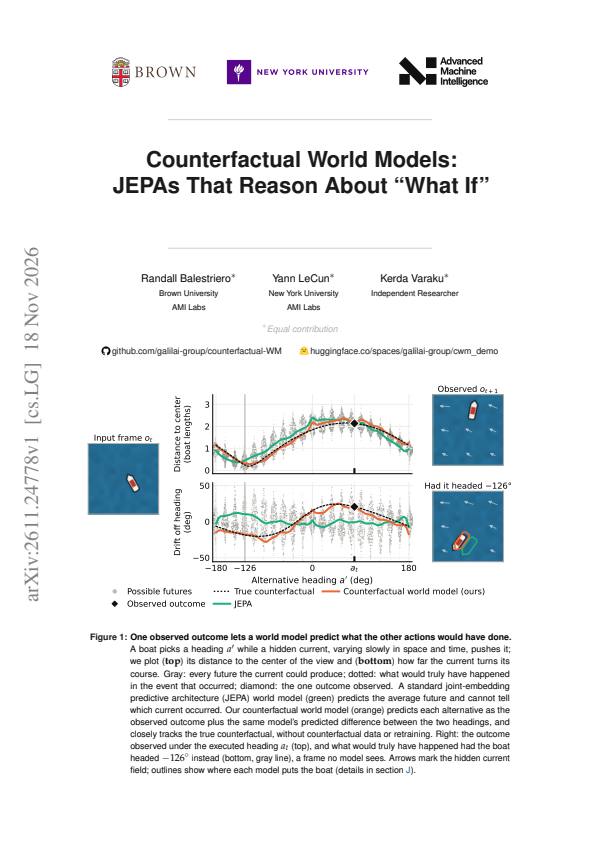 BROWN
NEW YORK UNIVERSITY
Advanced
Machine
Intelligence
Counterfactual World Models:
JEPAs That Reason About “What If”
arXiv:2611.24778v1 [cs.LG] 18 Nov 2026
Randall Balestriero* Yann LeCun* Kerda Varaku*
Brown University New York University Independent Researcher
AMI Labs AMI Labs
*Equal contribution
github.com/galilai-group/counterfactual-WM huggingface.co/spaces/galilai-group/cwm_demo
Input frame oₜ
Distance to center
(boat lengths)
3
2
1
0
Drift off heading
(deg)
50
0
−50
−180 −126 0 aₜ 180
Alternative heading a′ (deg)
Observed oₜ₊₁
Had it headed −126°
Possible futures True counterfactual Counterfactual world model (ours)
Observed outcome JEPA
Figure 1: One observed outcome lets a world model predict what the other actions would have done.
A boat picks a heading a′ while a hidden current, varying slowly in space and time, pushes it;
we plot (top) its distance to the center of the view and (bottom) how far the current turns its
course. Gray: every future the current could produce; dotted: what would truly have happened
in the event that occurred; diamond: the one outcome observed. A standard joint-embedding
predictive architecture (JEPA) world model (green) predicts the average future and cannot tell
which current occurred. Our counterfactual world model (orange) predicts each alternative as the
observed outcome plus the same model’s predicted difference between the two headings, and
closely tracks the true counterfactual, without counterfactual data or retraining. Right: the outcome
observed under the executed heading aₜ (top), and what would truly have happened had the boat
headed −126° instead (bottom, gray line), a frame no model sees. Arrows mark the hidden current
field; outlines show where each model puts the boat (details in section J).